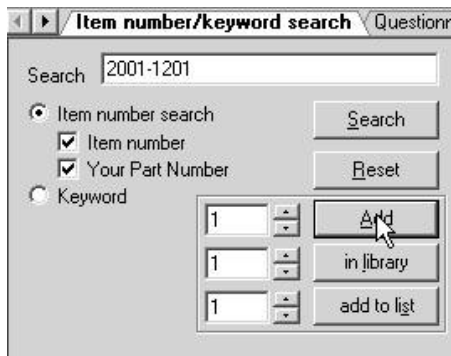 Item number/keyword search Questionn
Search 2001-1201
Item number search Search
Item number
Your Part Number Reset
Keyword
1 Add
1 in library
1 add to list